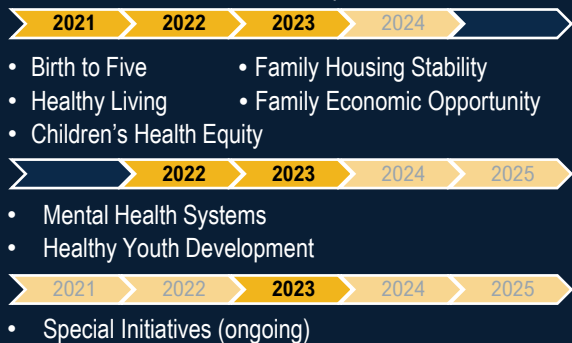 2021 2022 2023 2024
• Birth to Five • Family Housing Stability
• Healthy Living • Family Economic Opportunity
• Children's Health Equity
2022 2023 2024 2025
• Mental Health Systems
• Healthy Youth Development
2021 2022 2023 2024 2025
• Special Initiatives (ongoing)